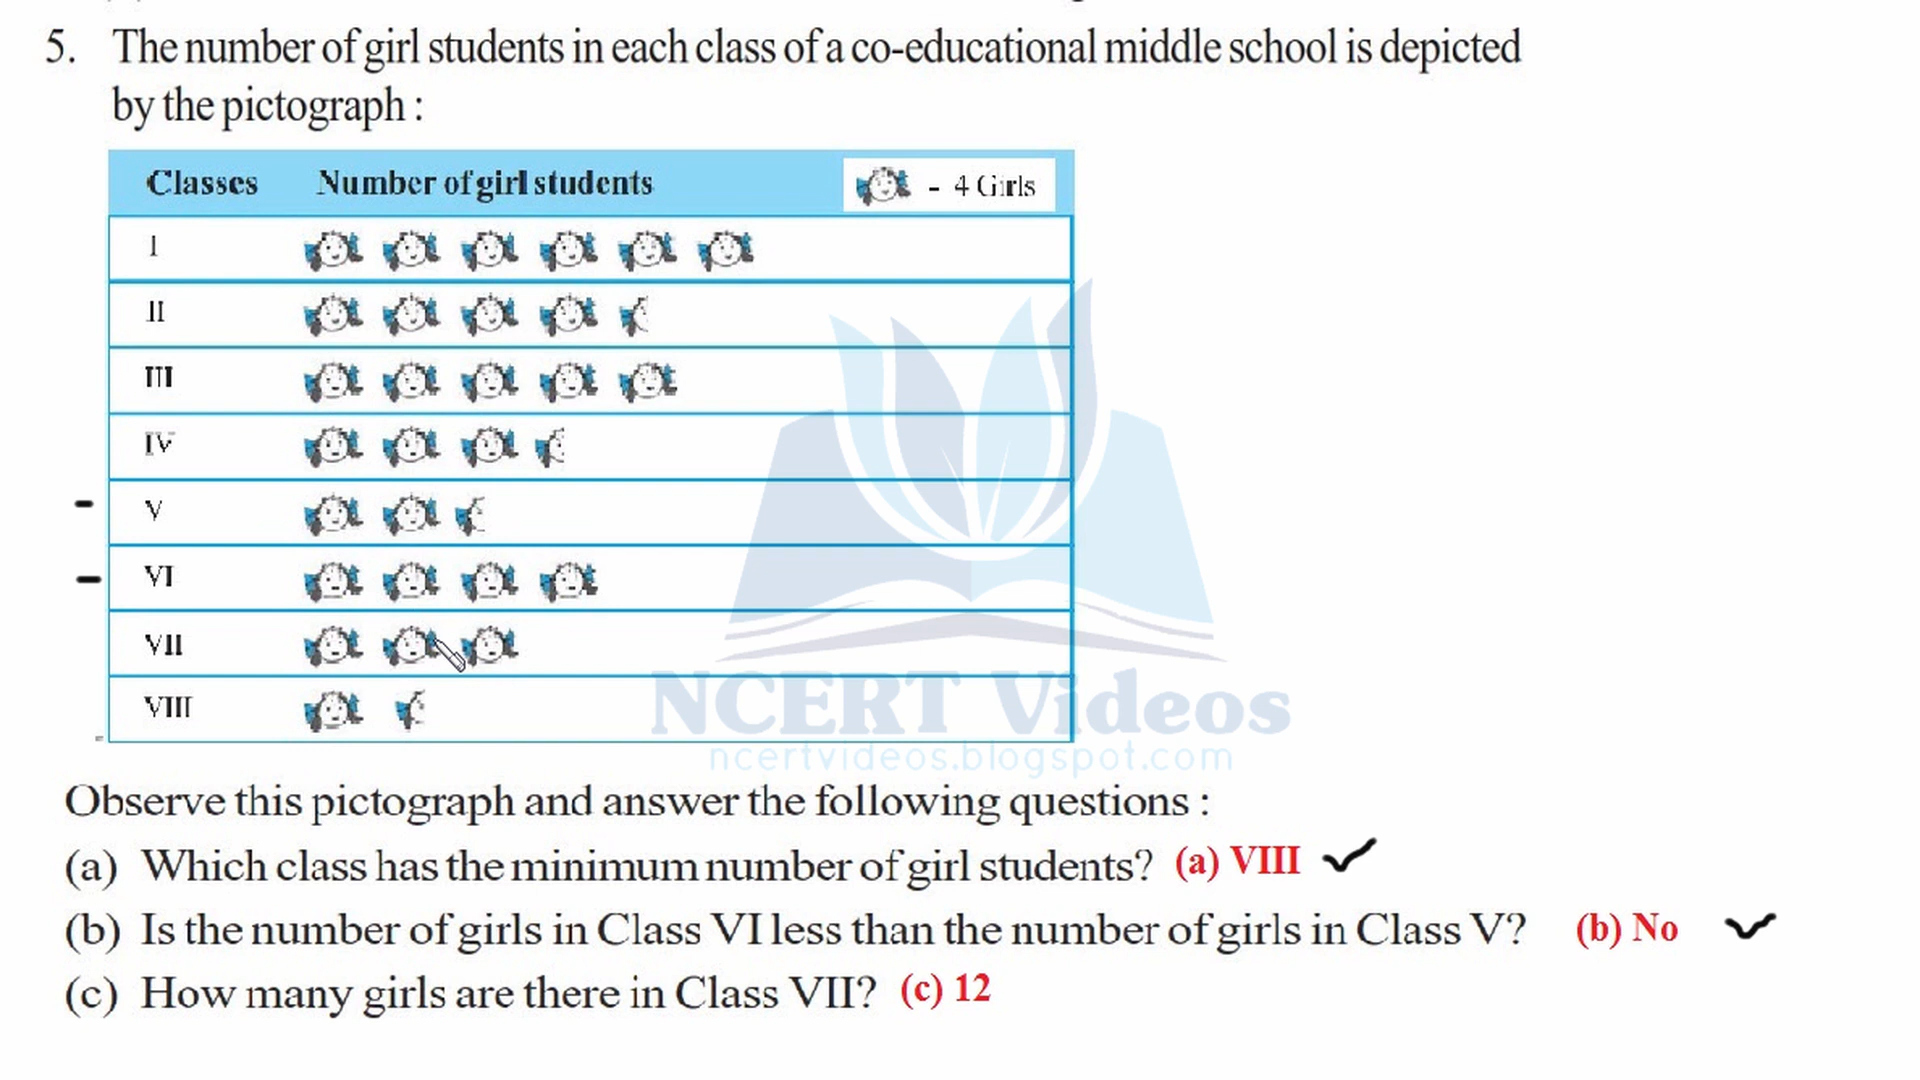 5. The number of girl students in each class of a co-educational middle school is depicted
by the pictograph :
Classes Number of girl students - 4 Girls
I
II
III
IV
V
VI
VII
VIII
NCERT Videos
ncertvideos.blogspot.com
Observe this pictograph and answer the following questions :
(a) Which class has the minimum number of girl students? (a) VIII
(b) Is the number of girls in Class VI less than the number of girls in Class V? (b) No
(c) How many girls are there in Class VII? (c) 12